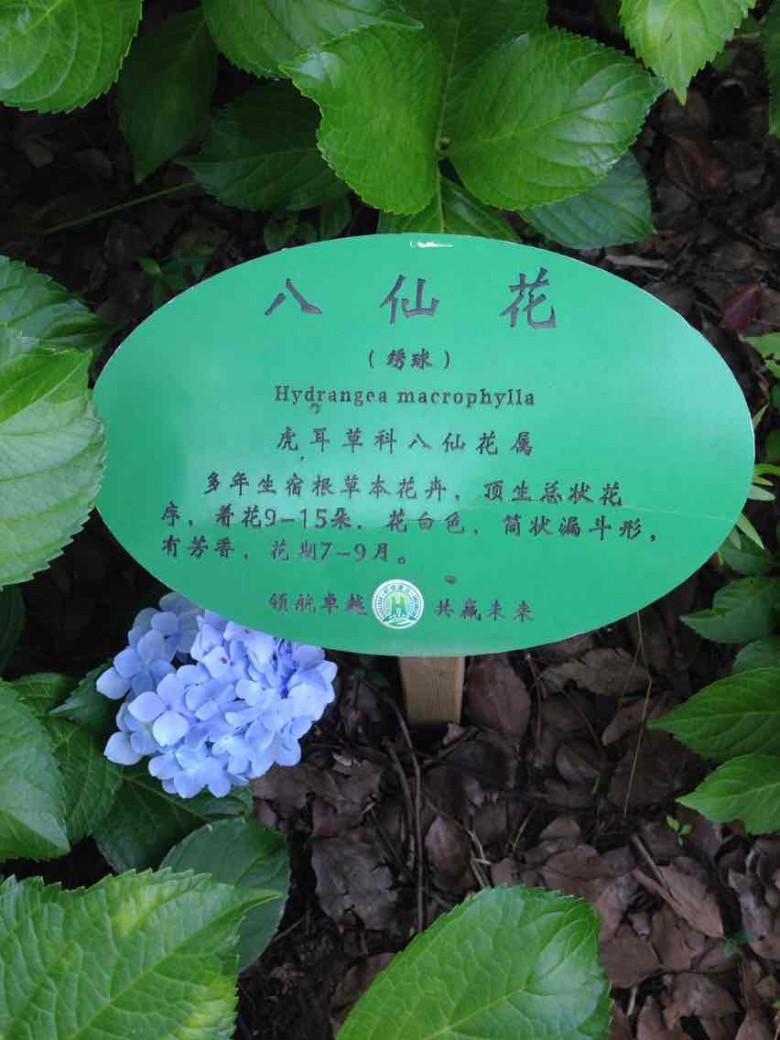 八仙花
（绣球）
Hydrangea macrophylla
虎耳草科八仙花属
多年生宿根草本花卉，顶生总状花
序，着花9-15朵，花白色，筒状漏斗形，
有芳香，花期7-9月。
领航卓越 共赢未来